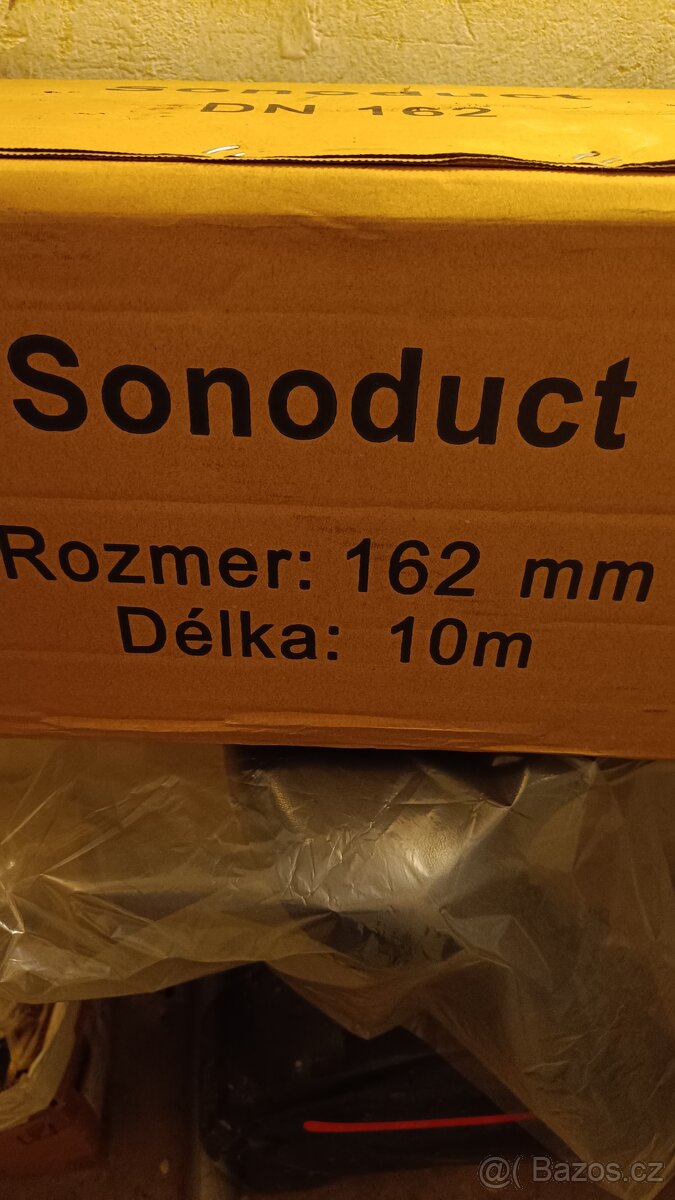 Sonoduct
DN 162
Sonoduct
Rozmer: 162 mm
Délka: 10m
@( Bazos.cz